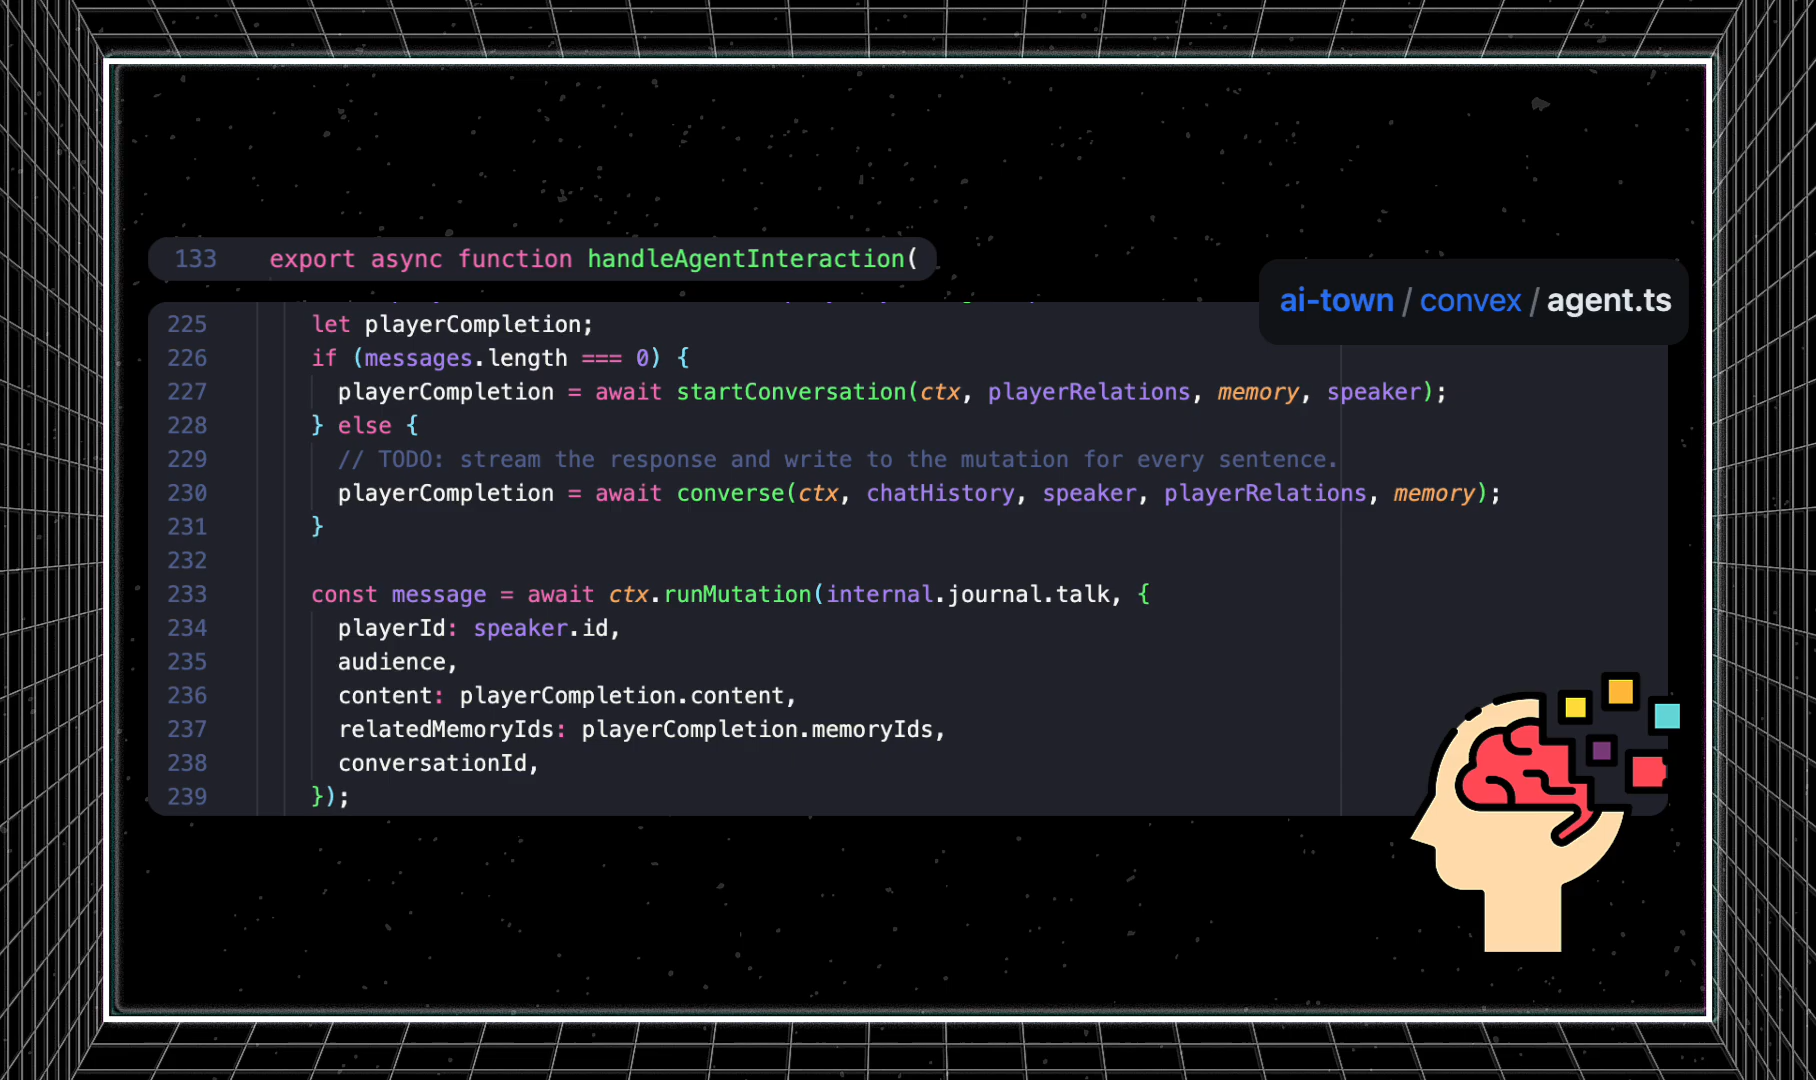 133 export async function handleAgentInteraction(
ai-town / convex / agent.ts
225 let playerCompletion;
226 if (messages.length === 0) {
227 playerCompletion = await startConversation(ctx, playerRelations, memory, speaker);
228 } else {
229 // TODO: stream the response and write to the mutation for every sentence.
230 playerCompletion = await converse(ctx, chatHistory, speaker, playerRelations, memory);
231 }
232
233 const message = await ctx.runMutation(internal.journal.talk, {
234 playerId: speaker.id,
235 audience,
236 content: playerCompletion.content,
237 relatedMemoryIds: playerCompletion.memoryIds,
238 conversationId,
239 });